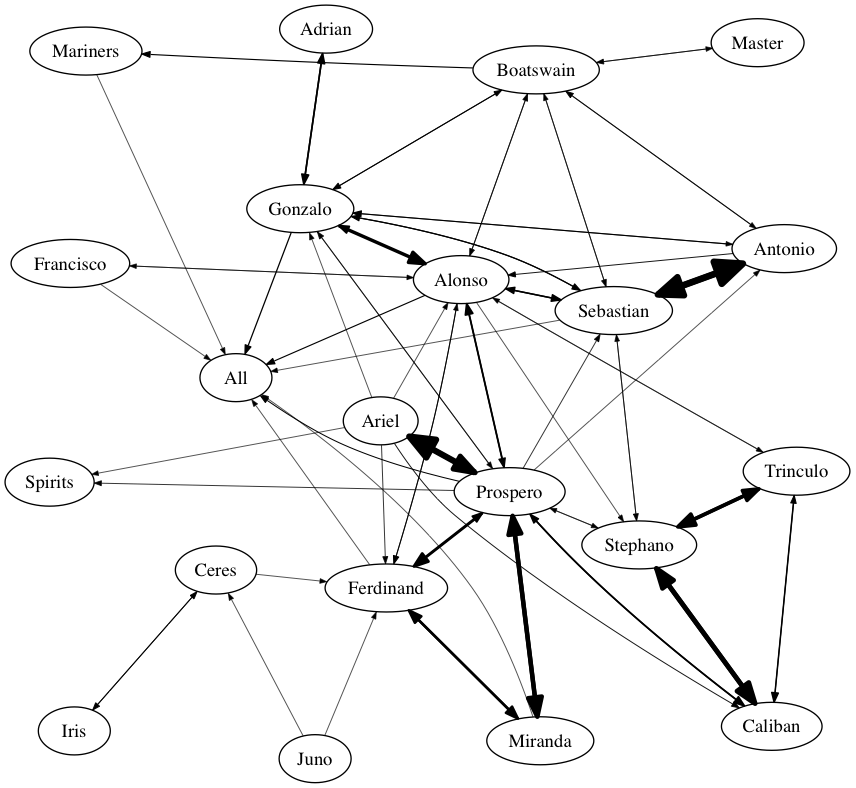 Adrian
Mariners
Master
Boatswain
Gonzalo
Antonio
Francisco
Alonso
Sebastian
All
Ariel
Trinculo
Spirits
Prospero
Stephano
Ceres
Ferdinand
Iris
Caliban
Miranda
Juno